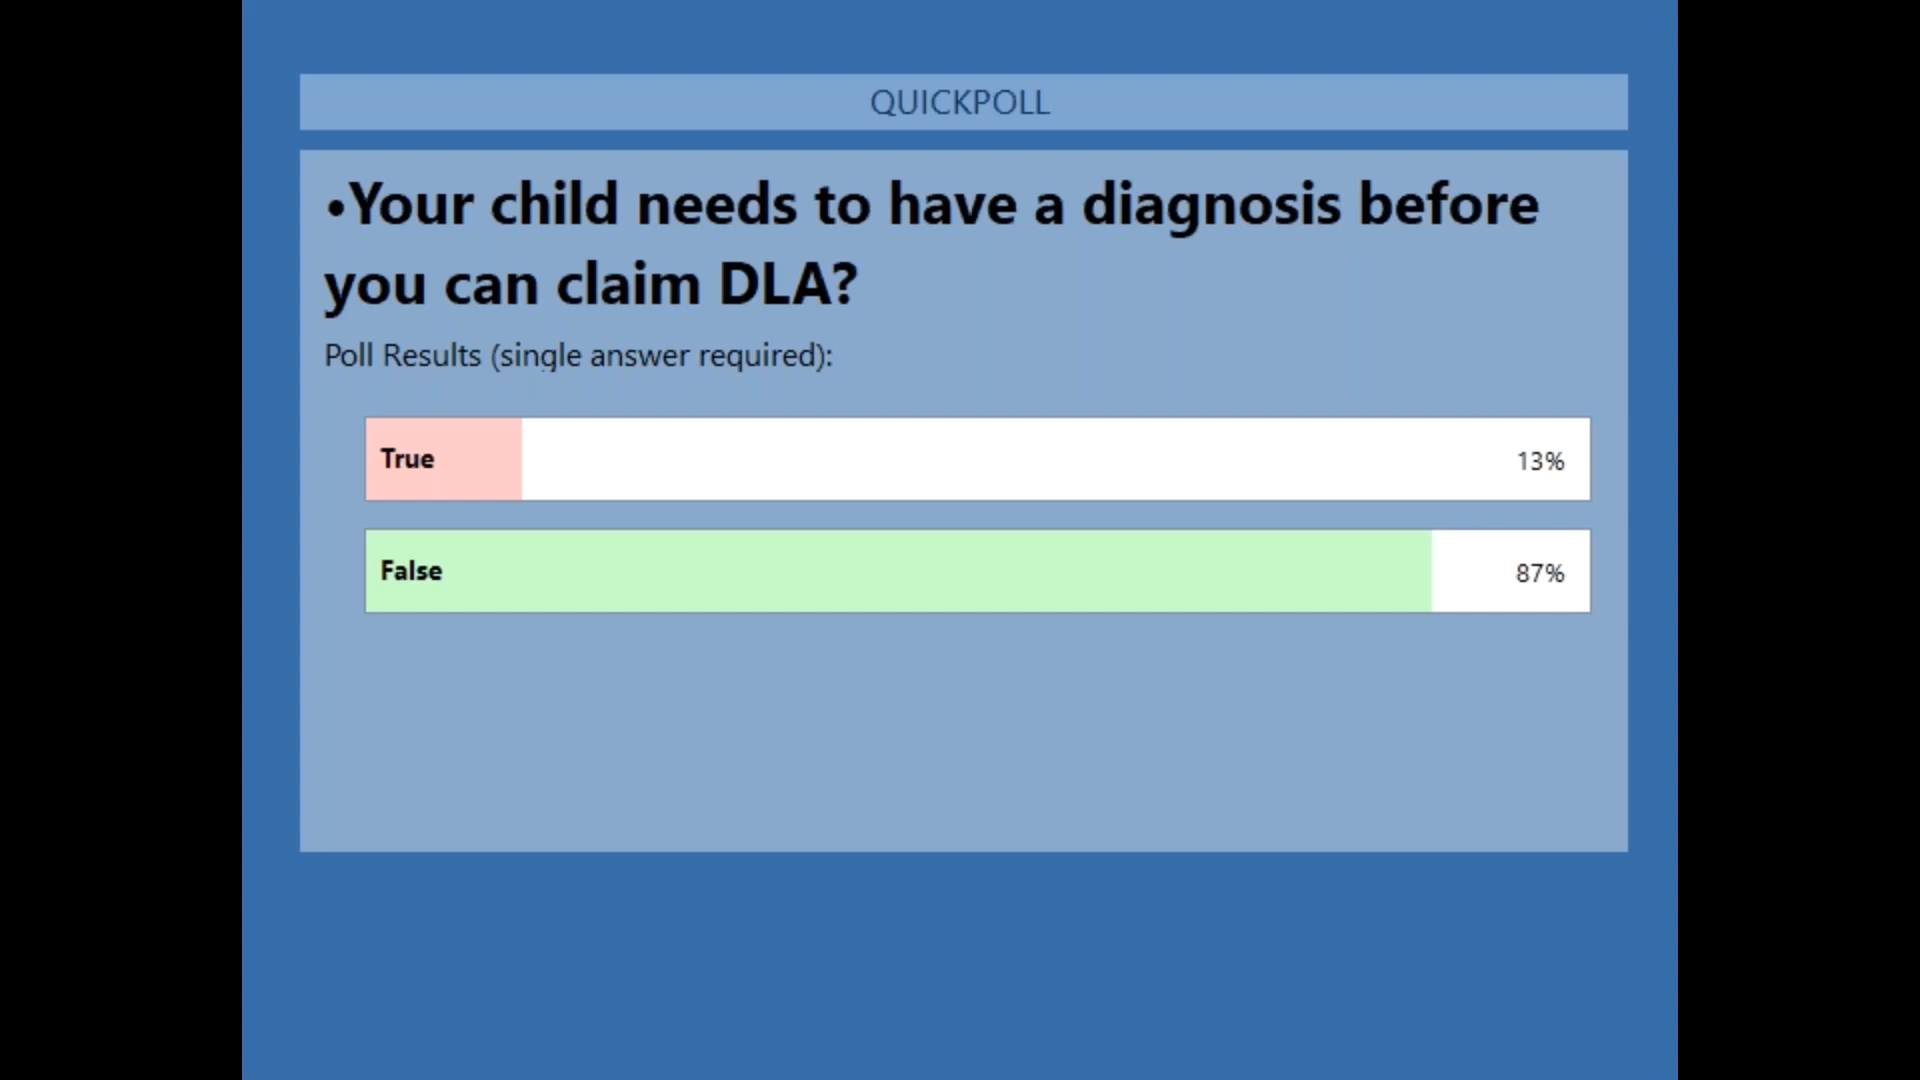 QUICKPOLL
•Your child needs to have a diagnosis before
you can claim DLA?
Poll Results (single answer required):
True 13%
False 87%